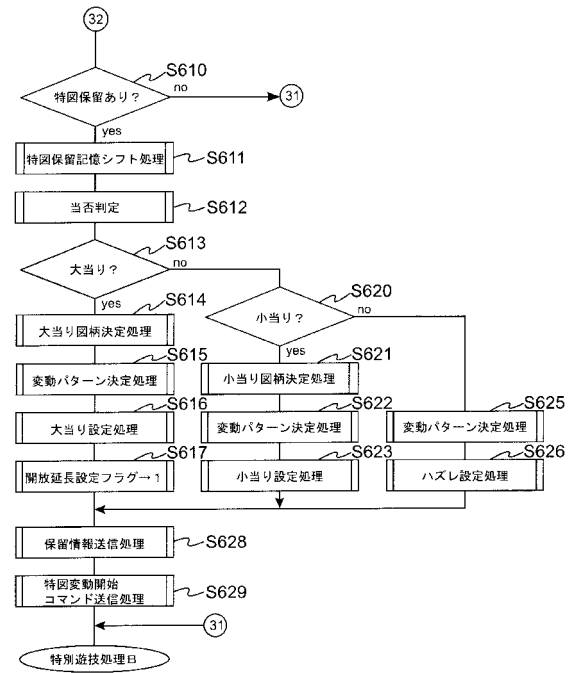 32
S610
特図保留あり？
no
31
yes
特図保留記憶シフト処理
S611
当否判定
S612
S613
大当り？
no
yes
S614
大当り図柄決定処理
S615
変動パターン決定処理
S616
大当り設定処理
S617
開放延長設定フラグ→1
S620
小当り？
no
yes
S621
小当り図柄決定処理
S622
変動パターン決定処理
S623
小当り設定処理
S625
変動パターン決定処理
S626
ハズレ設定処理
保留情報送信処理
S628
特図変動開始
コマンド送信処理
S629
31
特別遊技処理B